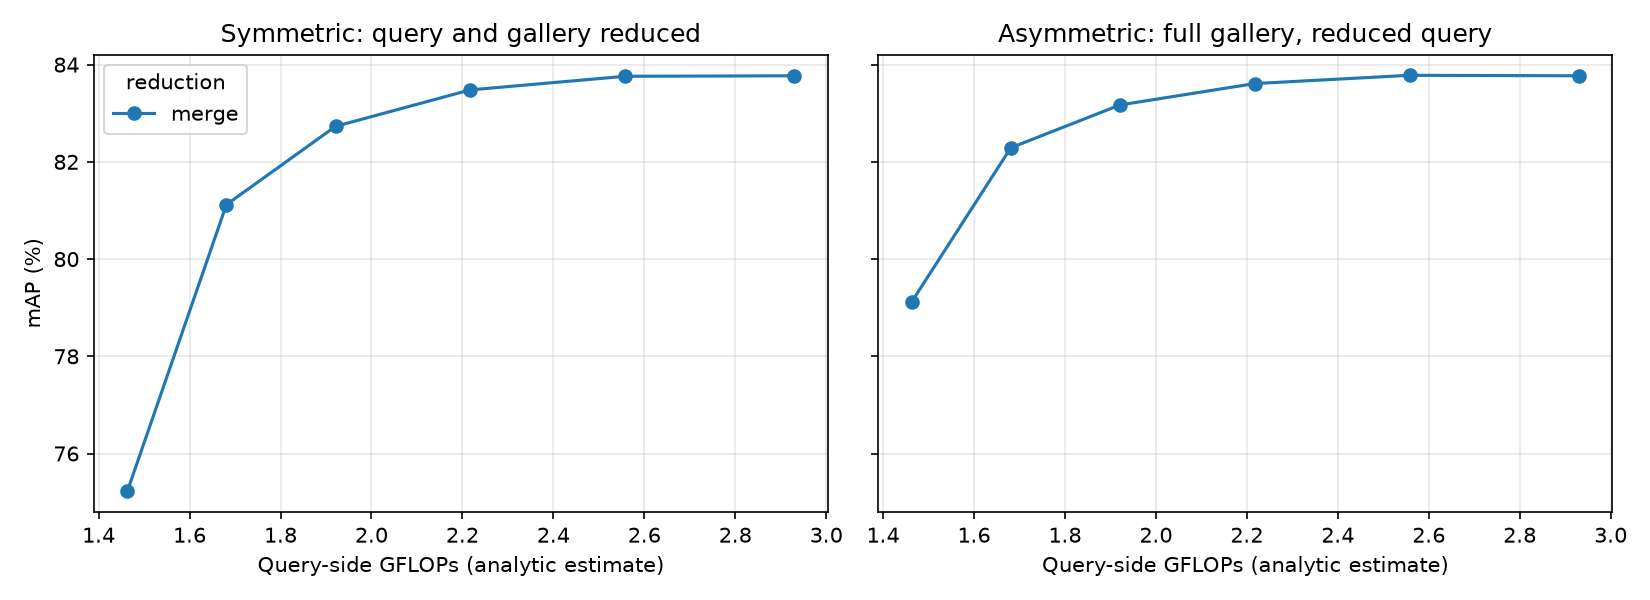 Symmetric: query and gallery reduced
reduction
merge
mAP (%)
84
82
80
78
76
1.4 1.6 1.8 2.0 2.2 2.4 2.6 2.8 3.0
Query-side GFLOPs (analytic estimate)
Asymmetric: full gallery, reduced query
1.4 1.6 1.8 2.0 2.2 2.4 2.6 2.8 3.0
Query-side GFLOPs (analytic estimate)